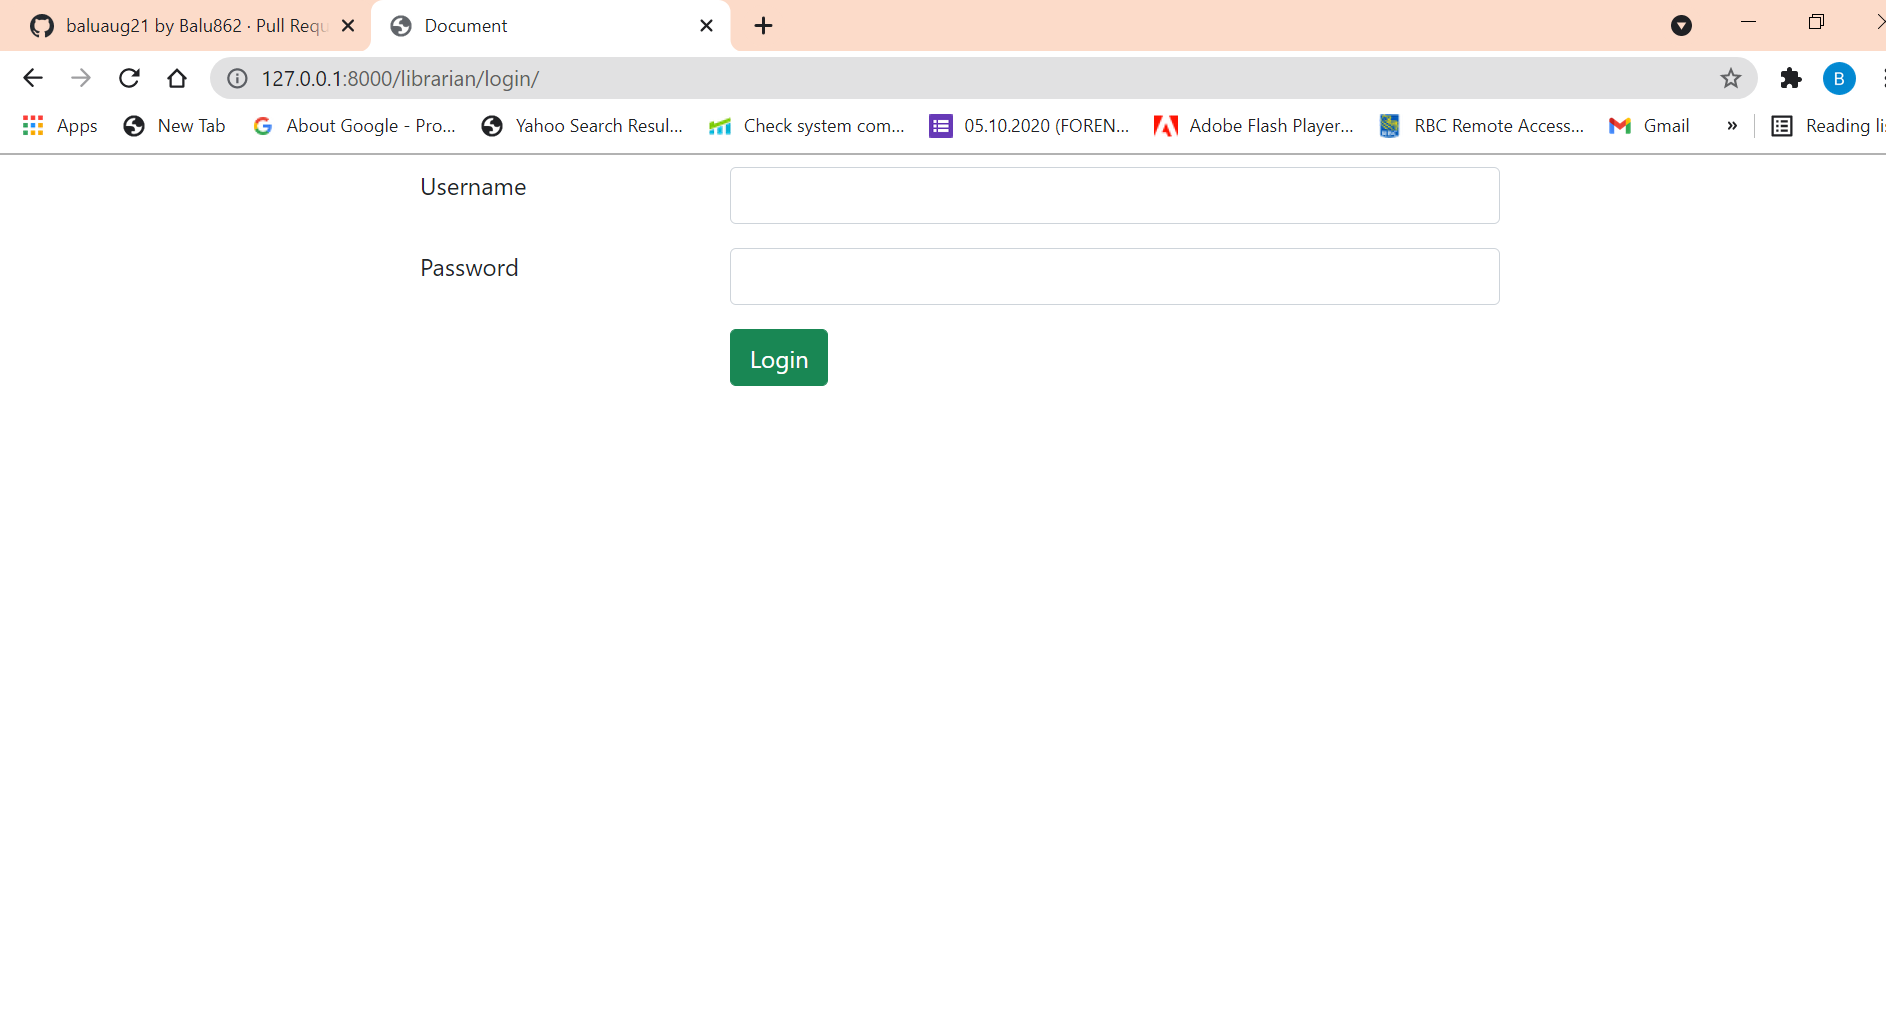 baluaug21 by Balu862 · Pull Requ
Document
127.0.0.1:8000/librarian/login/
B
Apps
New Tab
About Google - Pro...
Yahoo Search Resul...
Check system com...
05.10.2020 (FOREN...
Adobe Flash Player...
RBC Remote Access...
Gmail
»
Reading lis
Username
Password
Login